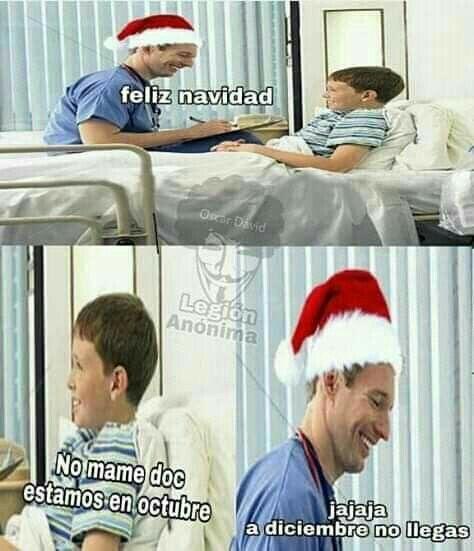 feliz navidad
Oscar David
Legión
Anónima
No mame doc
estamos en octubre
jajaja
a diciembre no llegas